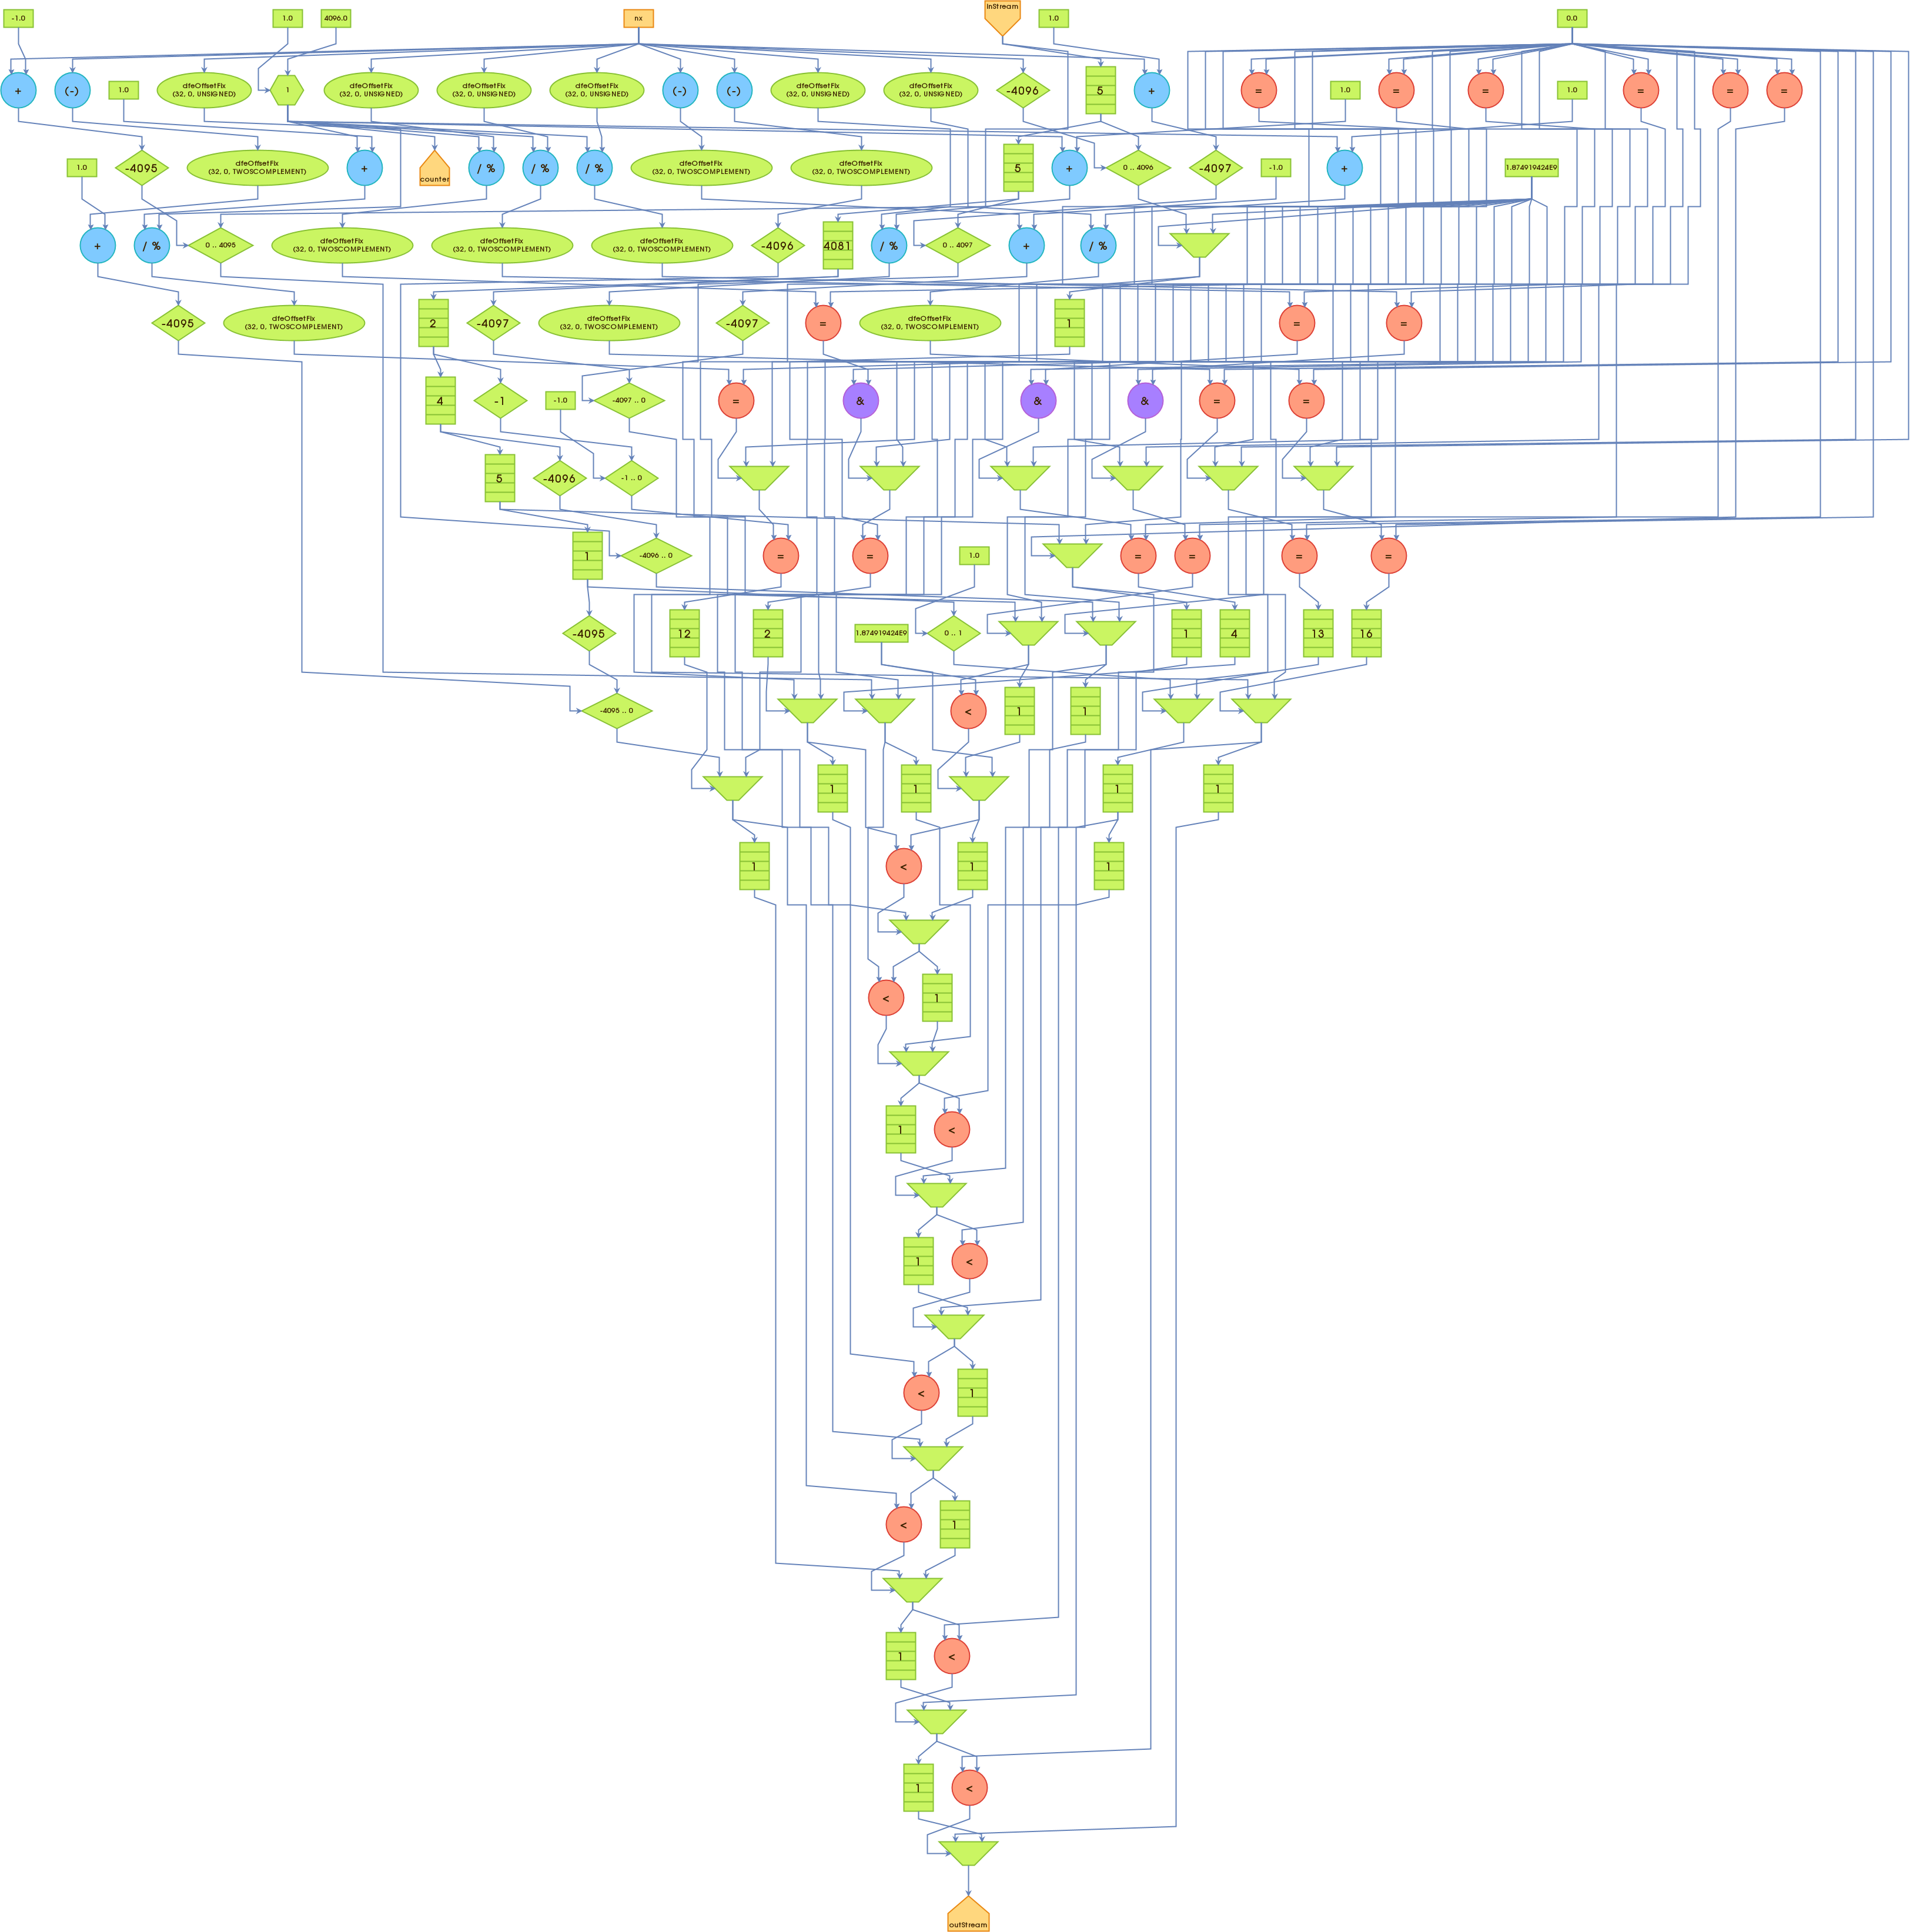 -1.0
1.0
4096.0
nx
inStream
1.0
0.0
+
(-)
1.0
dfeOffsetFix
(32, 0, UNSIGNED)
1
dfeOffsetFix
(32, 0, UNSIGNED)
dfeOffsetFix
(32, 0, UNSIGNED)
dfeOffsetFix
(32, 0, UNSIGNED)
(-)
(-)
dfeOffsetFix
(32, 0, UNSIGNED)
dfeOffsetFix
(32, 0, UNSIGNED)
-4096
5
+
=
1.0
=
=
1.0
=
=
=
1.0
-4095
dfeOffsetFix
(32, 0, TWOSCOMPLEMENT)
+
counter
/ %
/ %
/ %
dfeOffsetFix
(32, 0, TWOSCOMPLEMENT)
dfeOffsetFix
(32, 0, TWOSCOMPLEMENT)
5
+
0 .. 4096
-4097
-1.0
+
1.874919424E9
+
/ %
0 .. 4095
dfeOffsetFix
(32, 0, TWOSCOMPLEMENT)
dfeOffsetFix
(32, 0, TWOSCOMPLEMENT)
dfeOffsetFix
(32, 0, TWOSCOMPLEMENT)
-4096
4081
/ %
0 .. 4097
+
/ %
-4095
dfeOffsetFix
(32, 0, TWOSCOMPLEMENT)
2
-4097
dfeOffsetFix
(32, 0, TWOSCOMPLEMENT)
-4097
=
dfeOffsetFix
(32, 0, TWOSCOMPLEMENT)
1
=
=
4
-1
-1.0
-4097 .. 0
=
&
&
&
=
=
5
-4096
-1 .. 0
1
-4096 .. 0
=
=
1.0
=
=
=
=
-4095
12
2
1.874919424E9
0 .. 1
1
4
13
16
-4095 .. 0
<
1
1
1
1
1
1
1
<
1
1
<
1
1
<
1
<
<
1
<
1
1
<
1
<
outStream